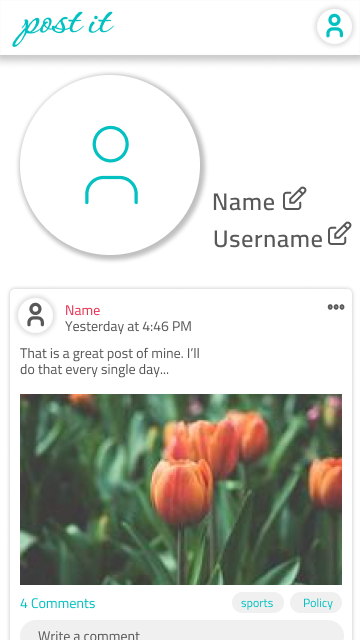 post it
Name
Username
Name
Yesterday at 4:46 PM
That is a great post of mine. I'll
do that every single day...
4 Comments
sports
Policy
Write a comment